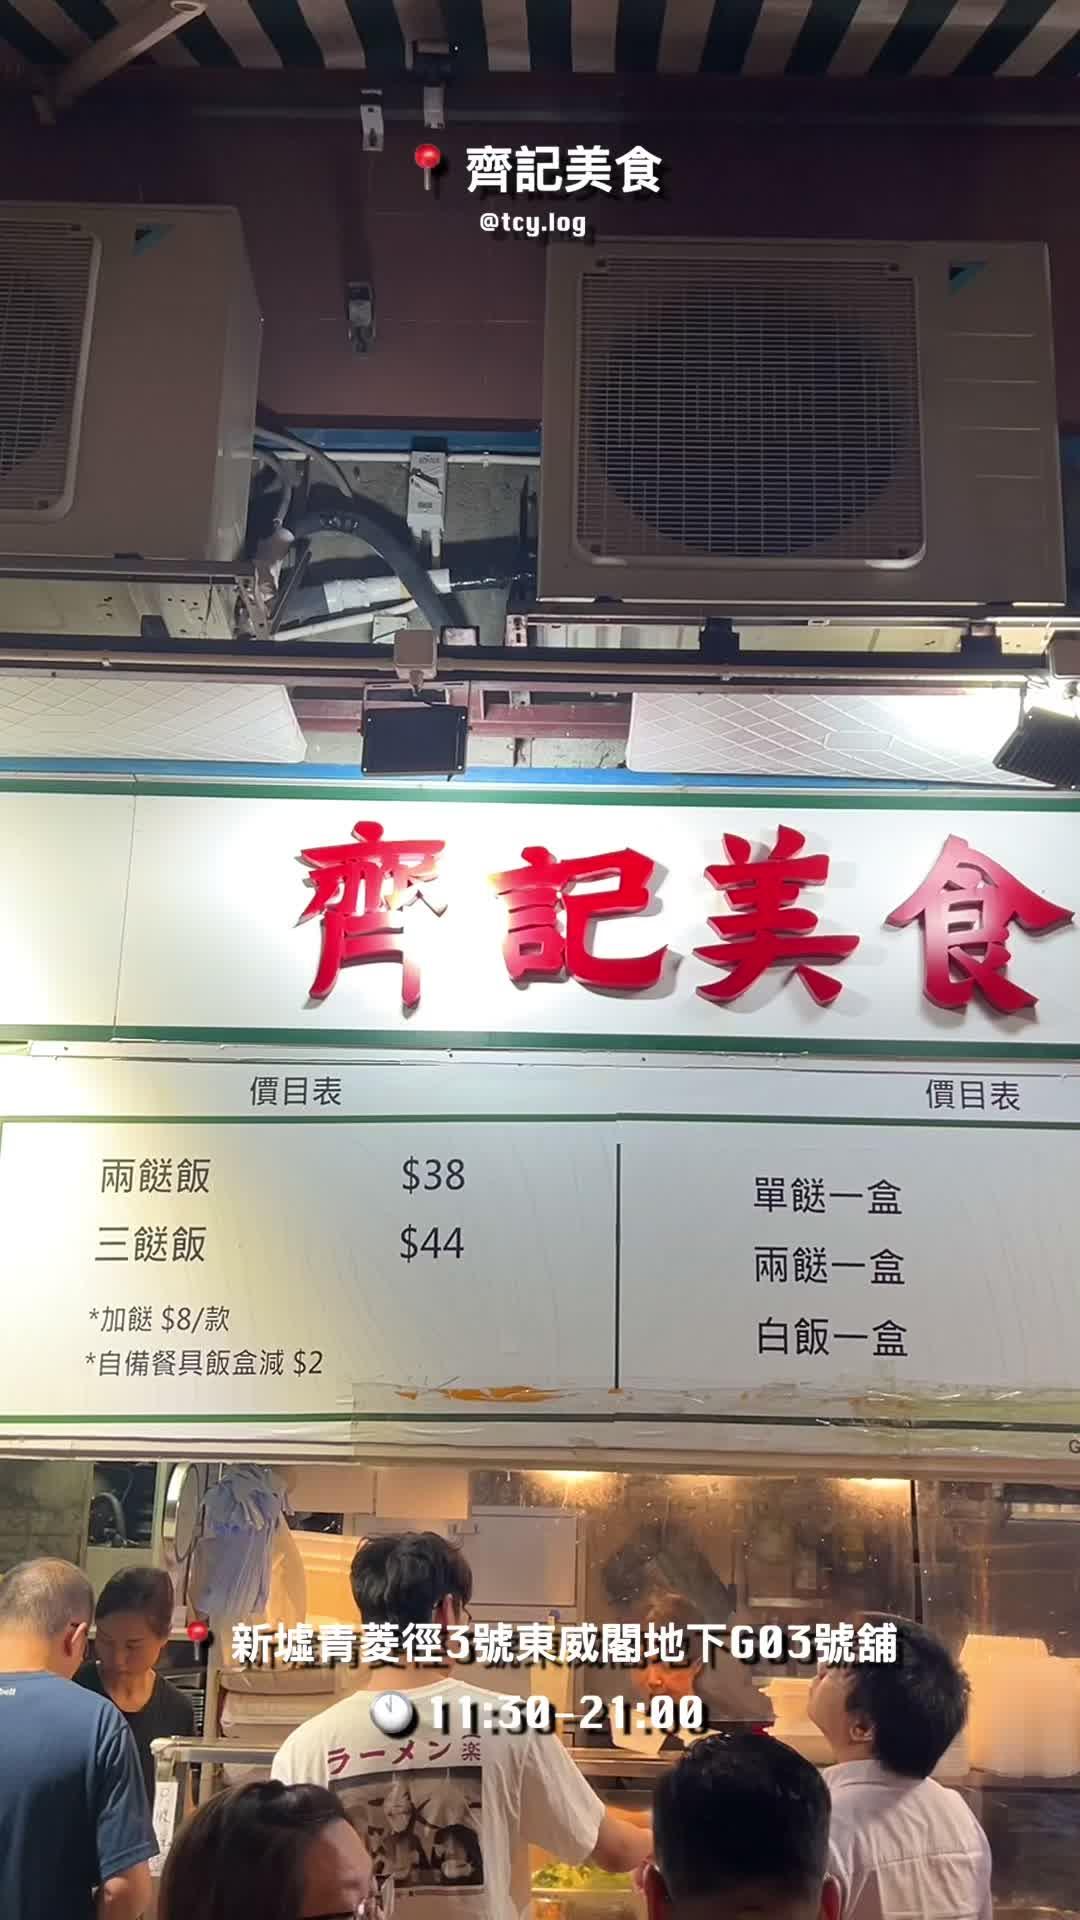 📍 齊記美食
@tcy.log
齊記美食
價目表
價目表
兩餸飯 $38
三餸飯 $44
*加餸 $8/款
*自備餐具飯盒減 $2
單餸一盒
兩餸一盒
白飯一盒
📍 新墟青菱徑3號東威閣地下G03號舖
🕚 11:30-21:00
ラーメン
楽